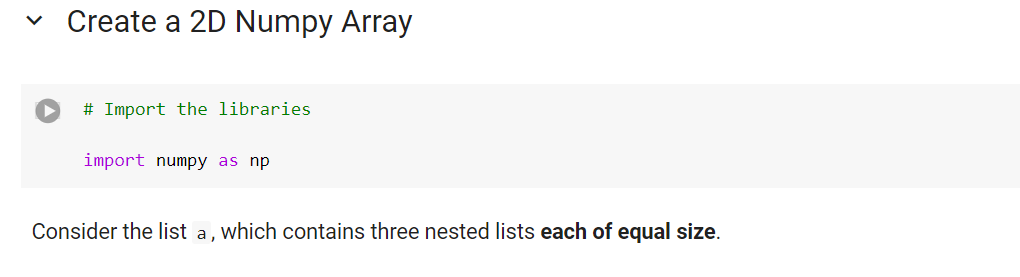 Create a 2D Numpy Array
# Import the libraries
import numpy as np
Consider the list a, which contains three nested lists each of equal size.